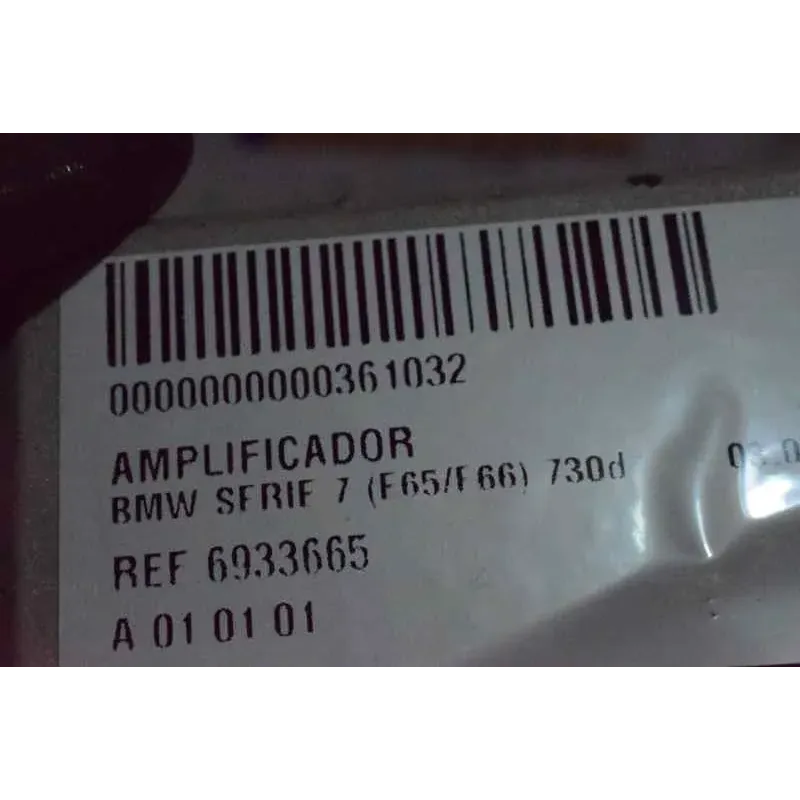 0000000000361032
AMPLIFICADOR
BMW SERIE 7 (E65/E66) 730d
REF 6933665
A 01 01 01